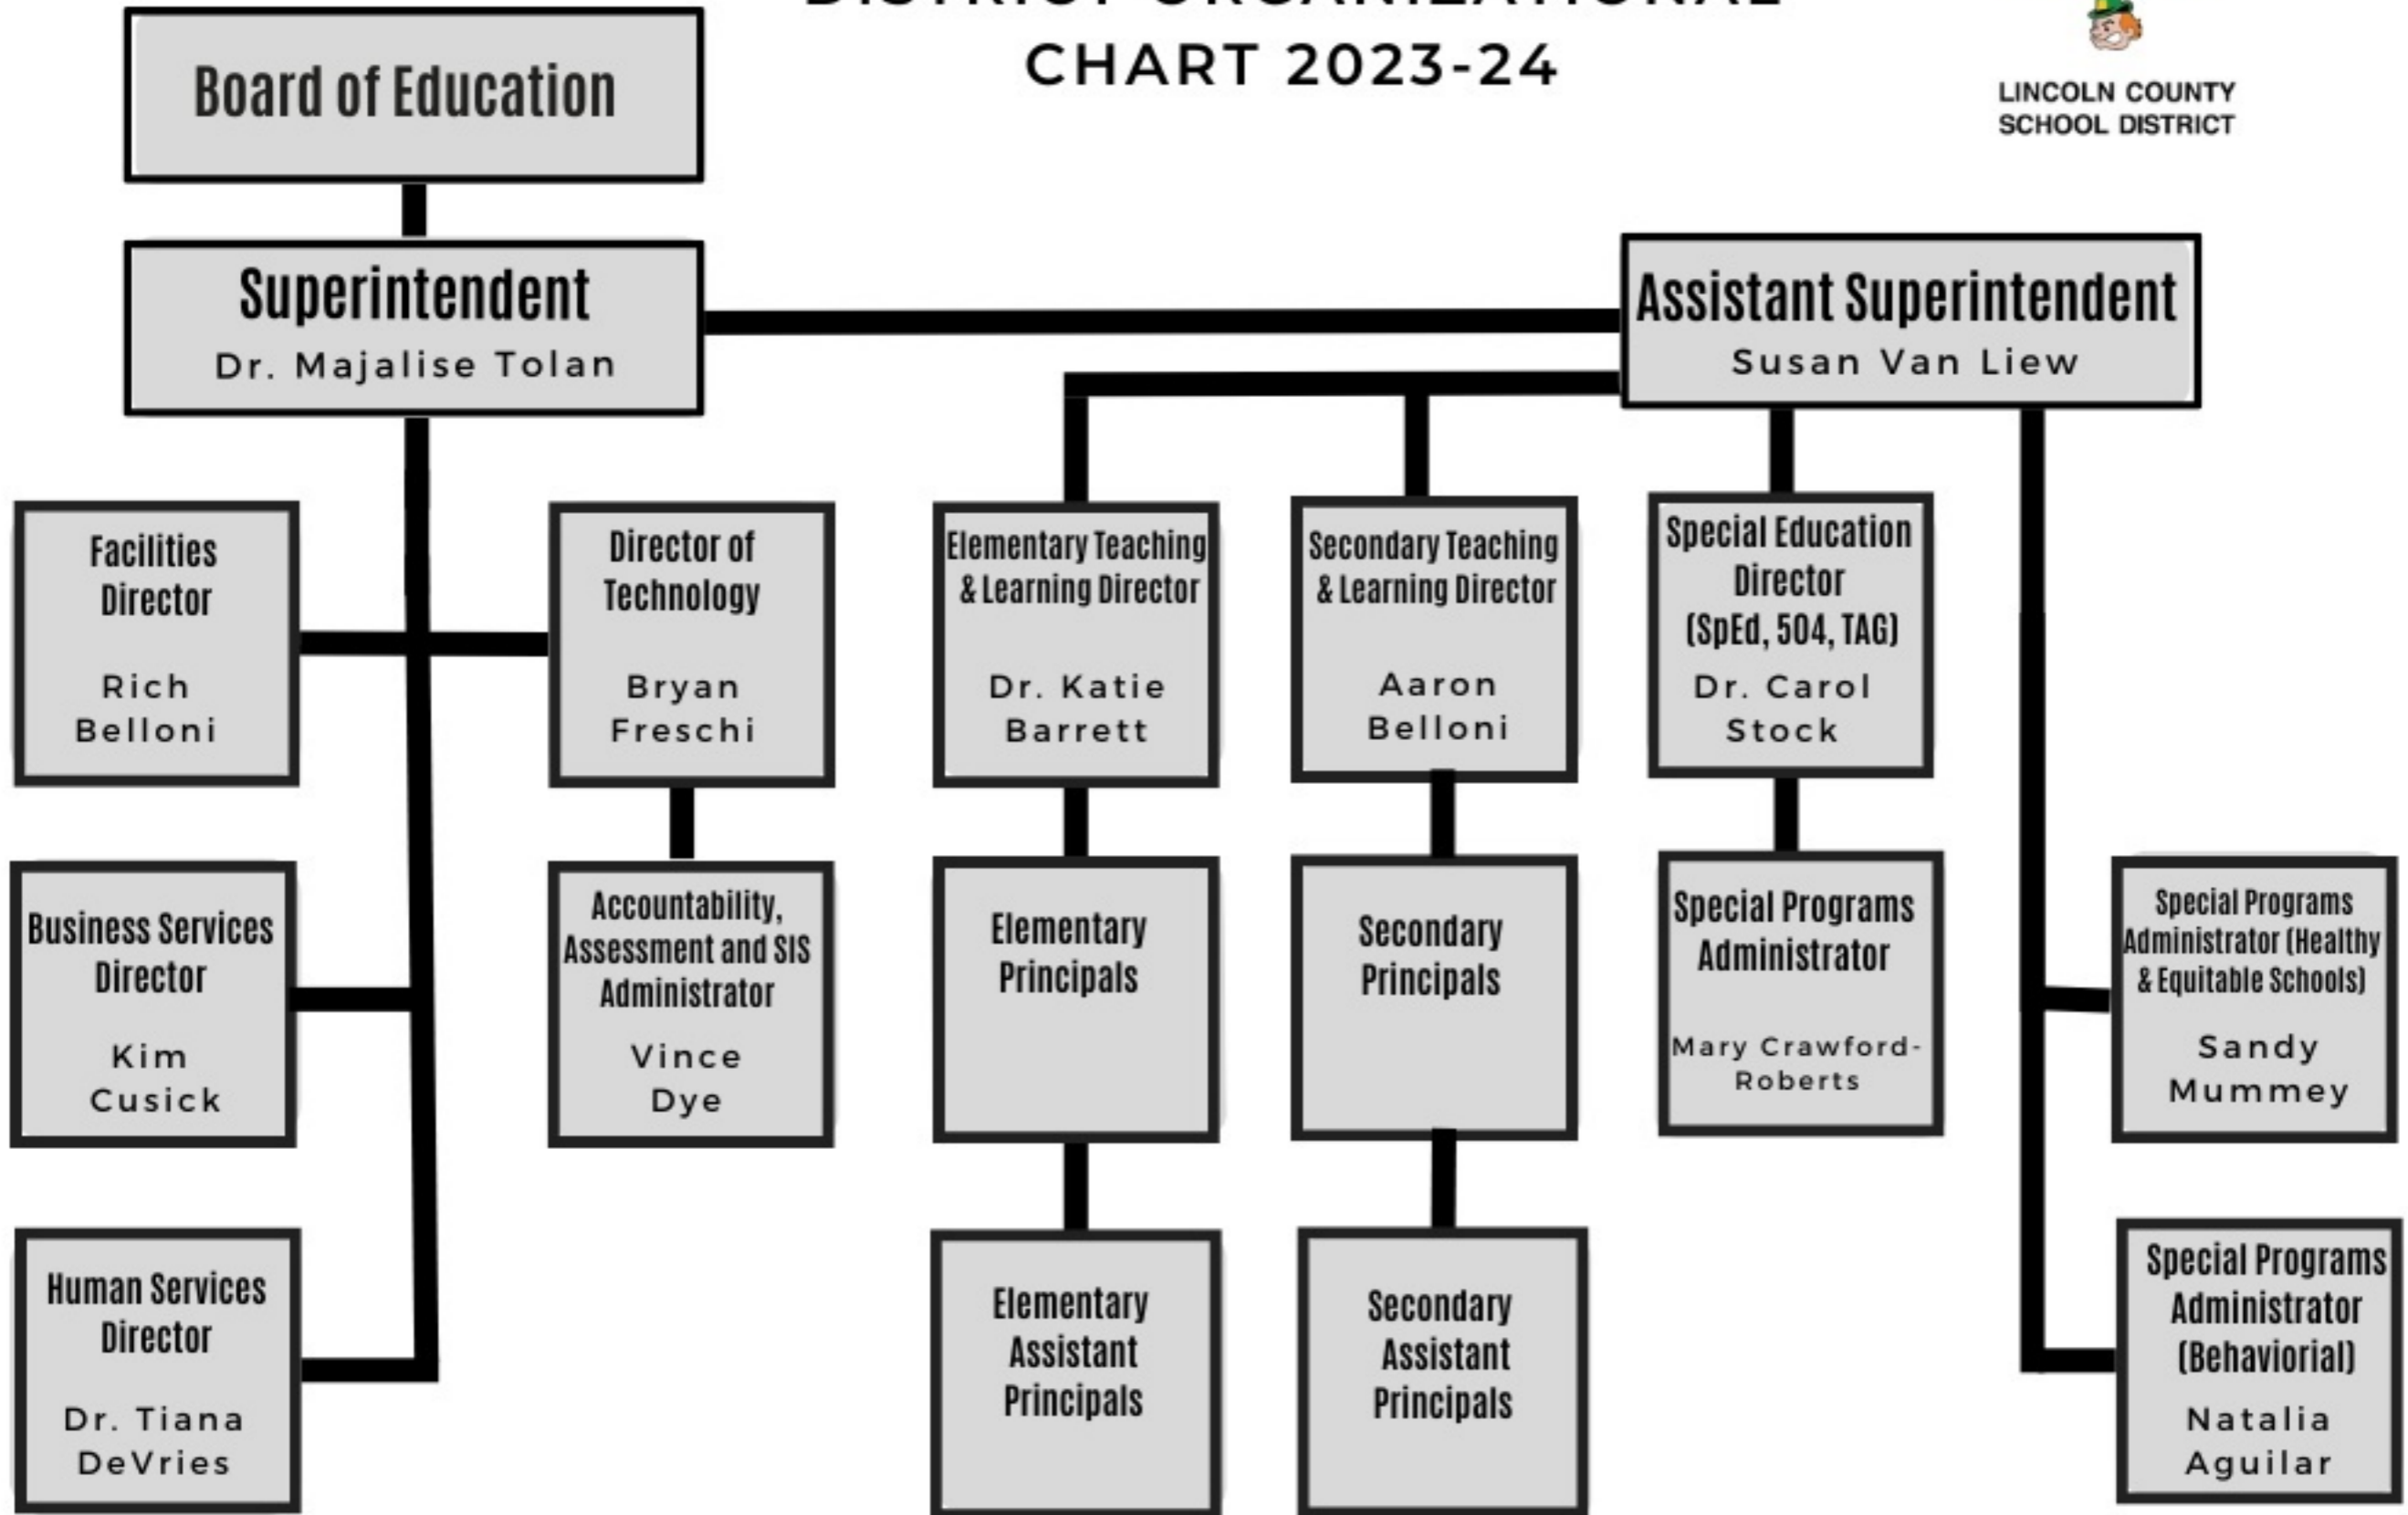 DISTRICT ORGANIZATIONAL
CHART 2023-24
LINCOLN COUNTY
SCHOOL DISTRICT
Board of Education
Superintendent
Dr. Majalise Tolan
Assistant Superintendent
Susan Van Liew
Facilities
Director
Rich
Belloni
Director of
Technology
Bryan
Freschi
Elementary Teaching
& Learning Director
Dr. Katie
Barrett
Secondary Teaching
& Learning Director
Aaron
Belloni
Special Education
Director
(SpEd, 504, TAG)
Dr. Carol
Stock
Business Services
Director
Kim
Cusick
Accountability,
Assessment and SIS
Administrator
Vince
Dye
Elementary
Principals
Secondary
Principals
Special Programs
Administrator
Mary Crawford-
Roberts
Special Programs
Administrator (Healthy
& Equitable Schools)
Sandy
Mummey
Human Services
Director
Dr. Tiana
DeVries
Elementary
Assistant
Principals
Secondary
Assistant
Principals
Special Programs
Administrator
(Behaviorial)
Natalia
Aguilar